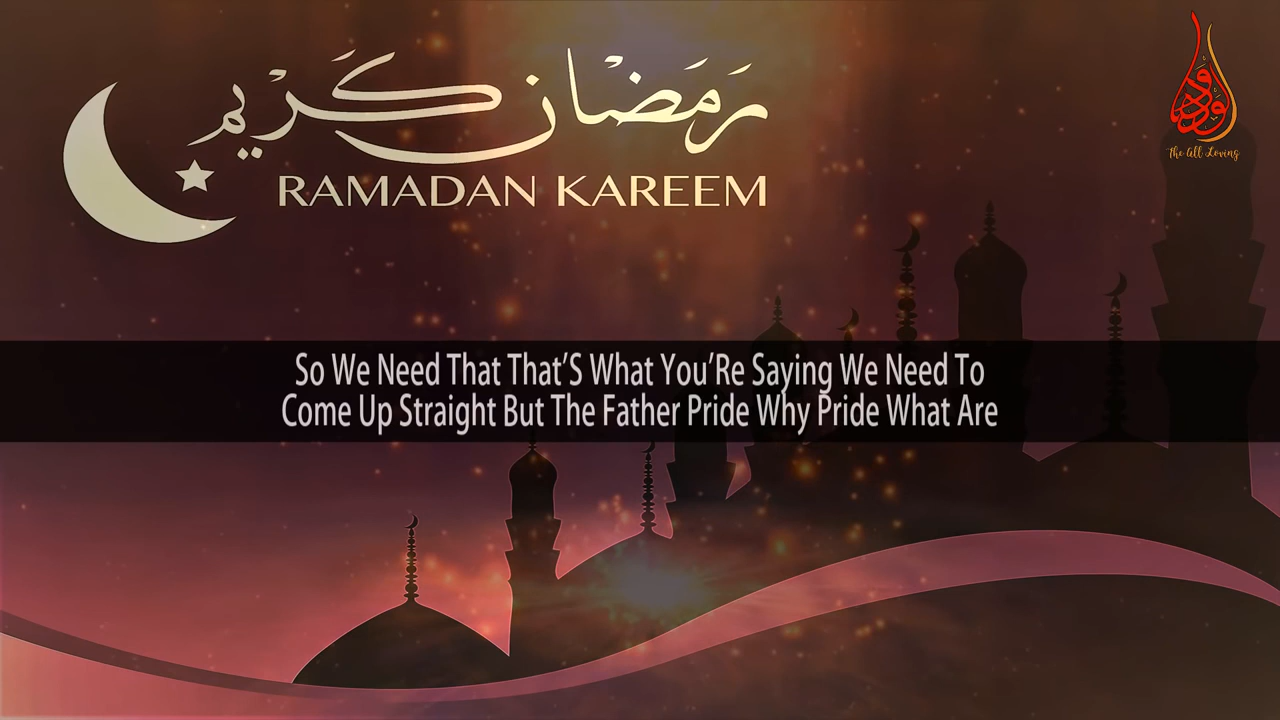 رَمَضَان كَرْيم
RAMADAN KAREEM
الودود
The All Loving
So We Need That That’S What You’Re Saying We Need To
Come Up Straight But The Father Pride Why Pride What Are